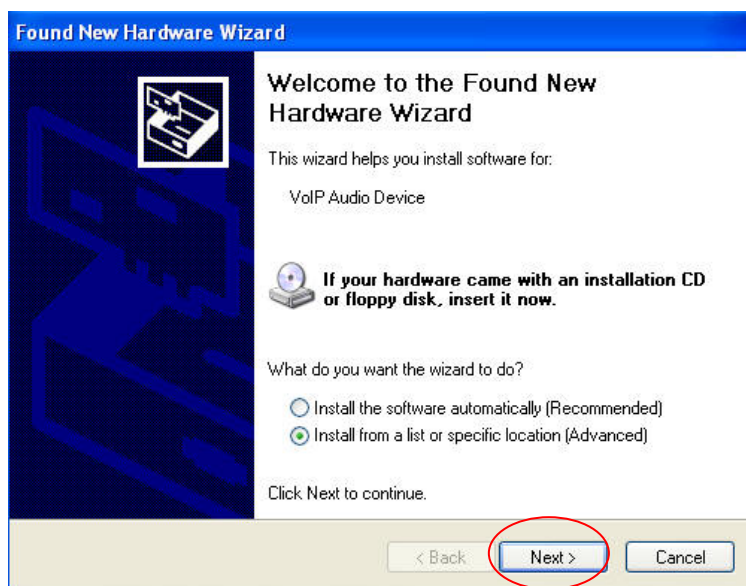 Found New Hardware Wizard
Welcome to the Found New
Hardware Wizard
This wizard helps you install software for:
VoIP Audio Device
If your hardware came with an installation CD
or floppy disk, insert it now.
What do you want the wizard to do?
Install the software automatically (Recommended)
Install from a list or specific location (Advanced)
Click Next to continue.
< Back Next > Cancel